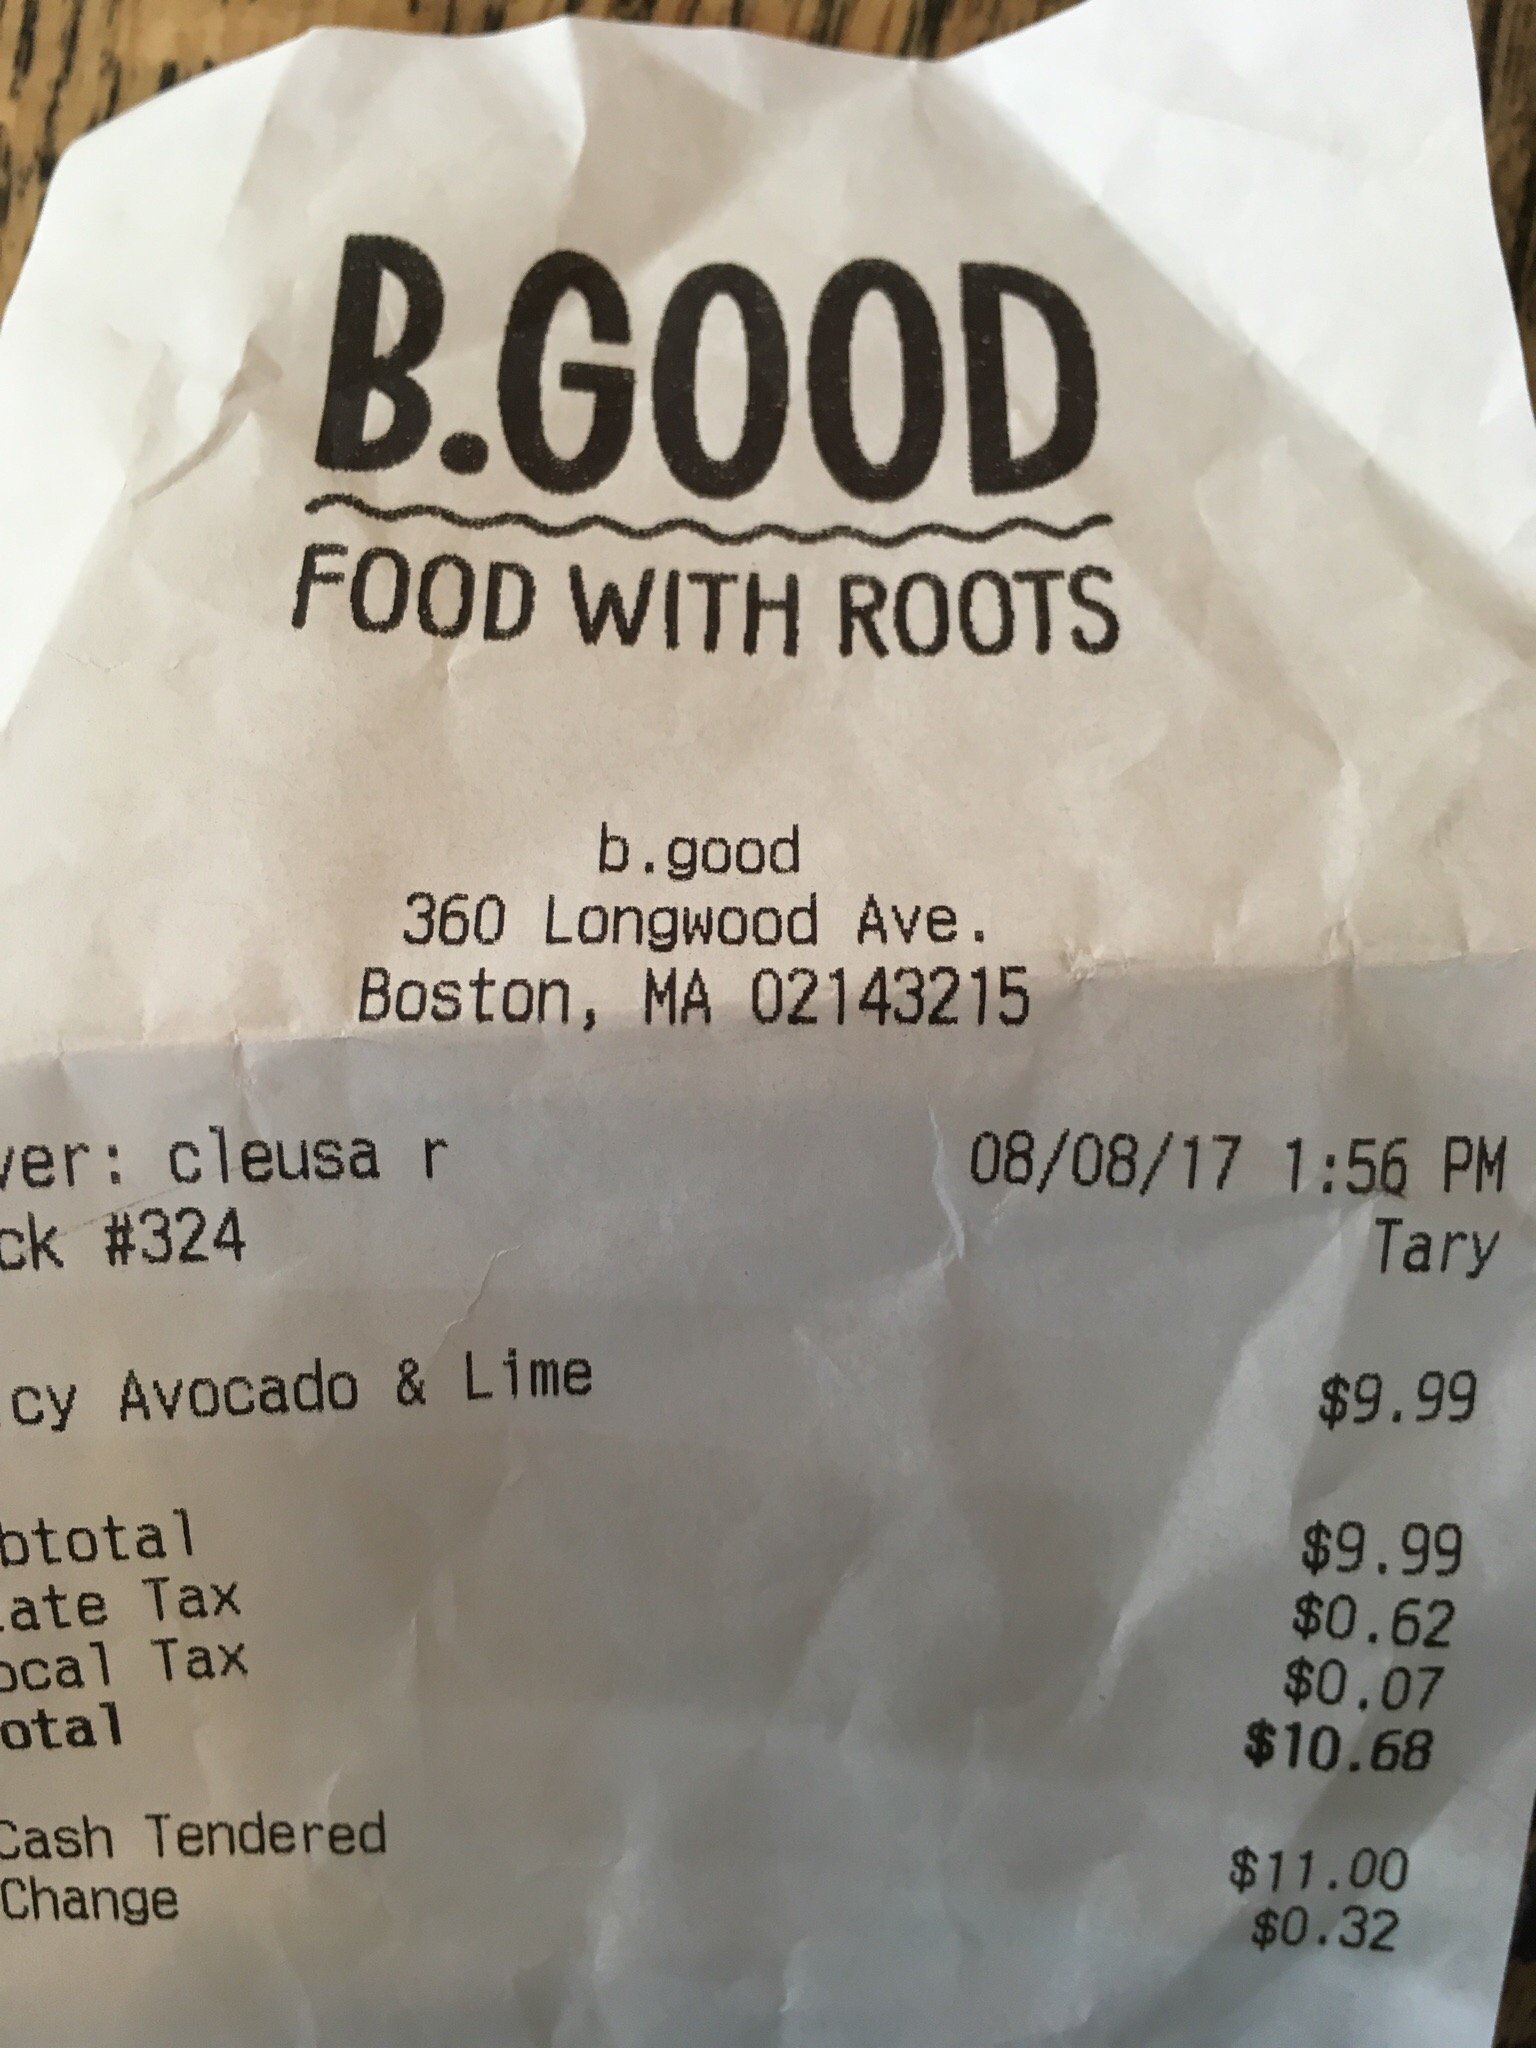 B.GOOD
FOOD WITH ROOTS
b.good
360 Longwood Ave.
Boston, MA 02143215
ver: cleusa r 08/08/17 1:56 PM
ck #324 Tary
icy Avocado & Lime $9.99
btotal $9.99
ate Tax $0.62
ocal Tax $0.07
otal $10.68
Cash Tendered $11.00
Change $0.32